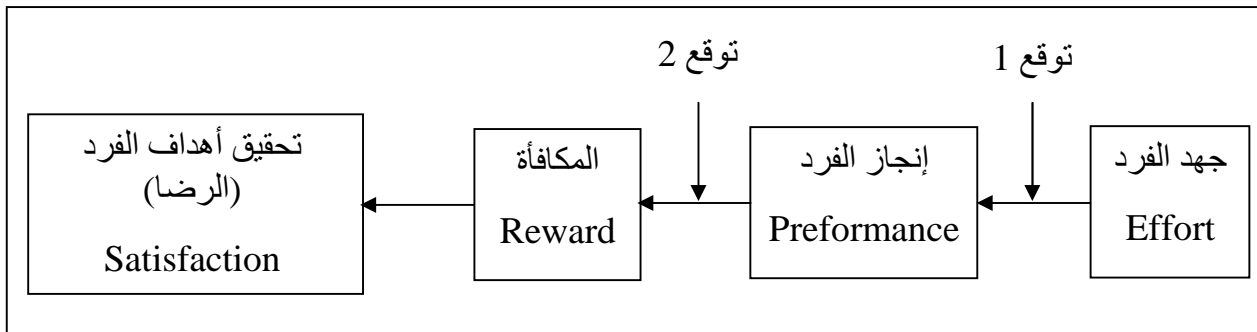 توقع 1
توقع 2
جهد الفرد
Effort
إنجاز الفرد
Preformance
المكافأة
Reward
تحقيق أهداف الفرد
(الرضا)
Satisfaction